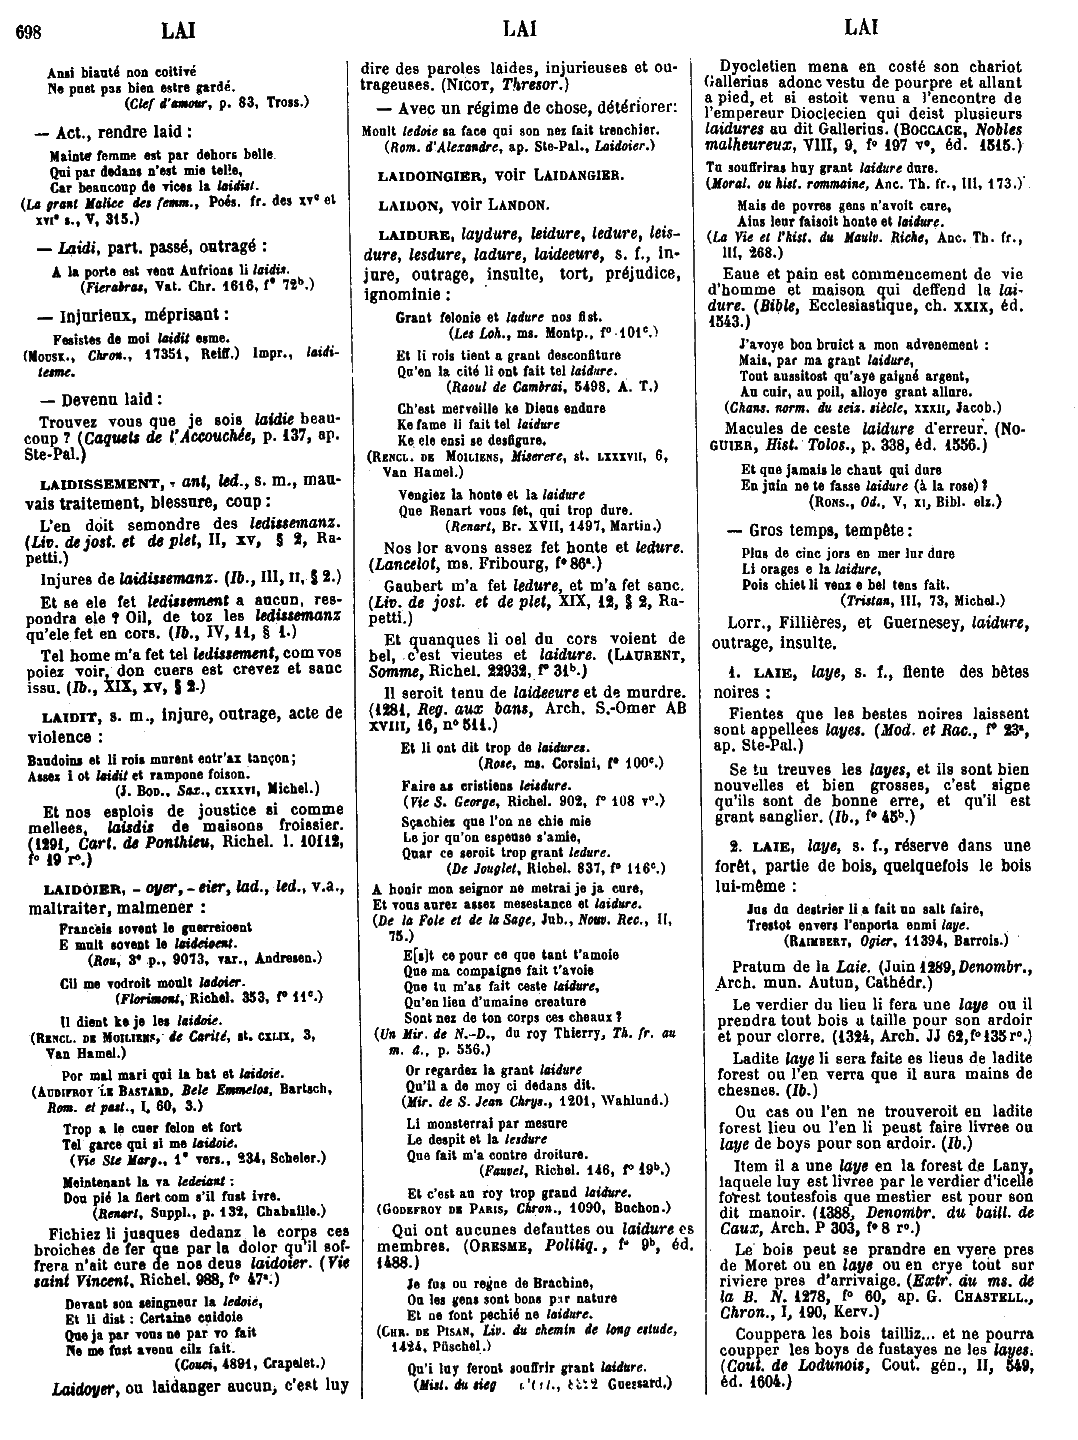 698 LAI LAI LAI
Ansi biauté non coitivé
Ne puet pas bien estre gardé.
(Clef d'amour, p. 83, Tross.)
— Act., rendre laid :
Mainte femme est par dehors belle
Qui par dedans n'est mie telle,
Car beaucoup de vices la laidist.
(La grant Malice des femm., Poés. fr. des XVe et
XVIe s., V, 315.)
— Laidi, part. passé, outragé :
A la porte est venu Aufrions li laidis.
(Fierabras, Vat. Chr. 1616, f° 72b.)
— Injurieux, méprisant :
Fesistes de moi laidit esme.
(MOUSK., Chron., 17351, Reiff.) Impr., laidi-
tesme.
— Devenu laid :
Trouvez vous que je sois laidie beau-
coup ? (Caquets de l'Accouchée, p. 137, ap.
Ste-Pal.)
LAIDISSEMENT, - ant, led., s. m., mau-
vais traitement, blessure, coup :
L'en doit semondre des ledissemanz.
(Liv. de jost. et de plet, II, XV, § 2, Ra-
petti.)
Injures de laidissemanz. (Ib., III, II, § 2.)
Et se ele fet ledissement a aucun, res-
pondra ele ? Oil, de toz les ledissemanz
qu'ele fet en cors. (Ib., IV, 11, § 1.)
Tel home m'a fet tel ledissement, com vos
poiez voir, don cuers est crevez et sanc
issu. (Ib., XIX, XV, § 2.)
LAIDIT, s. m., injure, outrage, acte de
violence :
Baudoins et li rois murent entr'ax tançon;
Assez i ot laidit et rampone foison.
(J. BOD., Sax., CXXXVI, Michel.)
Et nos esplois de joustice si comme
mellees, laisdis de maisons froissier.
(1291, Cart. de Ponthieu, Richel. l. 10112,
f° 19 r°.)
LAIDOIER, - oyer, - eier, lad., led., v.a.,
maltraiter, malmener :
Franceis sovent le guerreioent
E mult sovent le laideioent.
(Rou, 3e p., 9073, var., Andresen.)
Cil me vodroit moult ladoier.
(Florimont, Richel. 353, f° 11c.)
Il dient ke je les laidoie.
(RENCL. DE MOILIENS, de Carité, st. CXLIX, 3,
Van Hamel.)
Por mal mari qui la bat et laidoie.
(AUDIFROY LE BASTARD, Bele Emmelos, Bartsch,
Rom. et past., I, 60, 3.)
Trop a le cuer felon et fort
Tel garce qui si me laidoie.
(Vie Ste Marg., 1e vers., 234, Scheler.)
Meintenant la va ledeiant :
Dou pié la fiert com s'il fust ivre.
(Renart, Suppl., p. 132, Chabaille.)
Fichiez li jusques dedanz le corps ces
broiches de fer que par la dolor qu'il sof-
frera n'ait cure de nos deus laidoier. (Vie
saint Vincent, Richel. 988, f° 47a.)
Devant son seingneur la ledoie,
Et li dist : Certaine cuidoie
Que ja par vous ne par vo fait
Ne me fust avenu cilz fait.
(Couci, 4891, Crapelet.)
Laidoyer, ou laidanger aucun, c'est luy
dire des paroles laides, injurieuses et ou-
trageuses. (NICOT, Thresor.)
— Avec un régime de chose, détériorer:
Moult ledoie sa face qui son nez fait trenchier.
(Rom. d'Alexandre, ap. Ste-Pal., Laidoier.)
LAIDOINGIER, voir LAIDANGIER.
LAIDON, voir LANDON.
LAIDURE, laydure, leidure, ledure, leis-
dure, lesdure, ladure, laideeure, s. f., in-
jure, outrage, insulte, tort, préjudice,
ignominie :
Grant felonie et ladure nos fist.
(Les Loh., ms. Montp., f° 101c.)
Et li rois tient a grant desconfiture
Qu'en la cité li ont fait tel laidure.
(Raoul de Cambrai, 5498, A. T.)
Ch'est merveille ke Dieus endure
Ke fame li fait tel laidure
Ke ele ensi se desfigure.
(RENCL. DE MOILIENS, Miserere, st. LXXXVII, 6,
Van Hamel.)
Vengiez la honte et la laidure
Que Renart vous fet, qui trop dure.
(Renart, Br. XVII, 1497, Martin.)
Nos lor avons assez fet honte et ledure.
(Lancelot, ms. Fribourg, f° 86a.)
Gaubert m'a fet ledure, et m'a fet sanc.
(Liv. de jost. et de plet, XIX, 12, § 2, Ra-
petti.)
Et quanques li oel du cors voient de
bel, c'est vieutes et laidure. (LAURENT,
Somme, Richel. 22932, f° 31b.)
Il seroit tenu de laideeure et de murdre.
(1281, Reg. aux bans, Arch. S.-Omer AB
XVIII, 16, n° 511.)
Et li ont dit trop de laidures.
(Rose, ms. Corsini, f° 100c.)
Faire as cristiens leisdure.
(Vie S. George, Richel. 902, f° 108 v°.)
Sçachiez que l'on ne chie mie
Le jor qu'on espeuse s'amie,
Quar ce seroit trop grant ledure.
(De Jouglet, Richel. 837, f° 116c.)
A honir mon seignor ne metrai je ja cure,
Et vous aurez assez mesestance et laidure.
(De la Fole et de la Sage, Jub., Nouv. Rec., II,
75.)
E[s]t ce pour ce que tant t'amoie
Que ma compaigne fait t'avoie
Que tu m'as fait ceste laidure,
Qu'en lieu d'umaine creature
Sont nez de ton corps ces cheaux ?
(Un Mir. de N.-D., du roy Thierry, Th. fr. au
m. â., p. 556.)
Or regardez la grant laidure
Qu'il a de moy ci dedans dit.
(Mir. de S. Jean Chrys., 1201, Wahlund.)
Li monsterrai par mesure
Le despit et la lesdure
Que fait m'a contre droiture.
(Fauvel, Richel. 146, f° 19b.)
Et c'est au roy trop grand laidure.
(GODEFROY DE PARIS, Chron., 1090, Buchon.)
Qui ont aucunes defauttes ou laidure es
membres. (ORESME, Politiq., f° 9b, éd.
1488.)
Je fus ou regne de Brachine,
Ou les gens sont bons par nature
Et ne font pechié ne laidure.
(CHR. DE PISAN, Liv. du chemin de long estude,
1424, Püschel.)
Qu'i luy feront souffrir grant laidure.
(Mist. du sieg Guessard.)
Dyocletien mena en costé son chariot
Gallerius adonc vestu de pourpre et allant
a pied, et si estoit venu a l'encontre de
l'empereur Dioclecien qui deist plusieurs
laidures au dit Gallerius. (BOCCACE, Nobles
malheureux, VIII, 9, f° 197 v°, éd. 1515.)
Tu souffriras huy grant laidure dure.
(Moral. ou hist. rommaine, Anc. Th. fr., III, 173.)
Mais de povres gens n'avoit cure,
Ains leur faisoit honte et laidure.
(La Vie et l'hist. du Maulv. Riche, Anc. Th. fr.,
III, 268.)
Eaue et pain est commencement de vie
d'homme et maison qui deffend la lai-
dure. (Bible, Ecclesiastique, ch. XXIX, éd.
1543.)
J'avoye bon bruict a mon advenement :
Mais, par ma grant laidure,
Tout aussitost qu'aye gaigné argent,
Au cuir, au poil, alloye grant allure.
(Chans. norm. du seiz. siècle, XXXII, Jacob.)
Macules de ceste laidure d'erreur. (NO-
GUIER, Hist. Tolos., p. 338, éd. 1556.)
Et que jamais le chaut qui dure
En juin ne te fasse laidure (à la rose) ?
(RONS., Od., V, XI, Bibl. elz.)
— Gros temps, tempête :
Plus de cinc jors en mer lur dure
Li orages e la laidure,
Pois chiet li venz e bel tens fait.
(Tristan, III, 73, Michel.)
Lorr., Fillières, et Guernesey, laidure,
outrage, insulte.
1. LAIE, laye, s. f., fiente des bêtes
noires :
Fientes que les bestes noires laissent
sont appellees layes. (Mod. et Rac., f° 23a,
ap. Ste-Pal.)
Se tu treuves les layes, et ils sont bien
nouvelles et bien grosses, c'est signe
qu'ils sont de bonne erre, et qu'il est
grant sanglier. (Ib., f° 45b.)
2. LAIE, laye, s. f., réserve dans une
forêt, partie de bois, quelquefois le bois
lui-même :
Jus du destrier li a fait un salt faire,
Trestot envers l'enporta enmi laye.
(RAIMBERT, Ogier, 11394, Barrois.)
Pratum de la Laie. (Juin 1289, Denombr.,
Arch. mun. Autun, Cathédr.)
Le verdier du lieu li fera une laye ou il
prendra tout bois a taille pour son ardoir
et pour clorre. (1324, Arch. JJ 62, f° 135 r°.)
Ladite laye li sera faite es lieus de ladite
forest ou l'en verra que il aura mains de
chesnes. (Ib.)
Ou cas ou l'en ne trouveroit en ladite
forest lieu ou l'en li peust faire livree ou
laye de boys pour son ardoir. (Ib.)
Item il a une laye en la forest de Lany,
laquele luy est livree par le verdier d'icelle
forest toutesfois que mestier est pour son
dit manoir. (1388, Denombr. du baill. de
Caux, Arch. P 303, f° 8 r°.)
Le bois peut se prandre en vyere pres
de Moret ou en laye ou en crye tout sur
riviere pres d'arrivaige. (Extr. du ms. de
la B. N. 1278, f° 60, ap. G. CHASTELL.,
Chron., I, 190, Kerv.)
Couppera les bois tailliz... et ne pourra
coupper les boys de fustayes ne les layes.
(Cout. de Lodunois, Cout. gén., II, 549,
éd. 1604.)